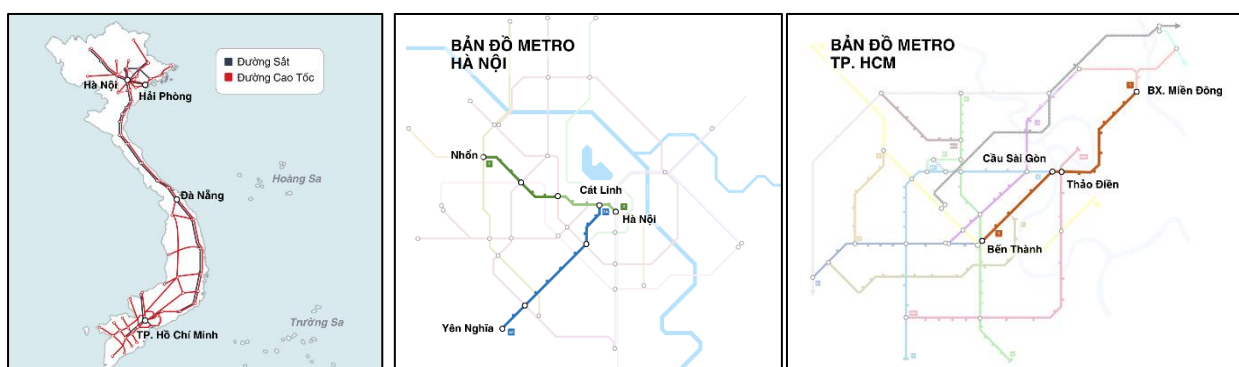 Đường Sắt
Đường Cao Tốc
Hà Nội
Hải Phòng
Hoàng Sa
Đà Nẵng
Trường Sa
TP. Hồ Chí Minh
BẢN ĐỒ METRO
HÀ NỘI
Nhổn
Cát Linh
Hà Nội
Yên Nghĩa
BẢN ĐỒ METRO
TP. HCM
BX. Miền Đông
Cầu Sài Gòn
Thảo Điền
Bến Thành